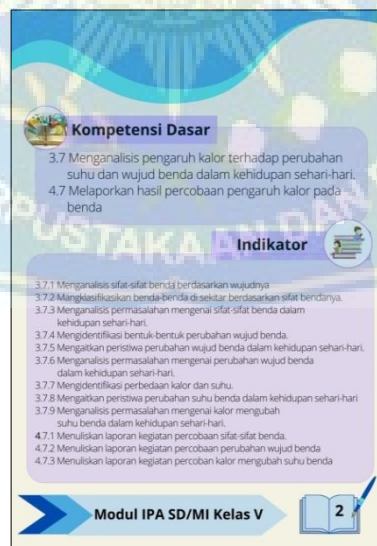 Kompetensi Dasar
3.7 Menganalisis pengaruh kalor terhadap perubahan
suhu dan wujud benda dalam kehidupan sehari-hari.
4.7 Melaporkan hasil percobaan pengaruh kalor pada
benda
PUSTAKAAN DAN
Indikator
3.7.1 Menganalisis sifat-sifat benda berdasarkan wujudnya
3.7.2 Mangklasifikasikan benda-benda di sekitar berdasarkan sifat bendanya.
3.7.3 Menganalisis permasalahan mengenai sifat-sifat benda dalam
kehidupan sehari-hari.
3.7.4 Mengidentifikasi bentuk-bentuk perubahan wujud benda.
3.7.5 Mengaitkan peristiwa perubahan wujud benda dalam kehidupan sehari-hari.
3.7.6 Menganalisis permasalahan mengenai perubahan wujud benda
dalam kehidupan sehari-hari.
3.7.7 Mengidentifikasi perbedaan kalor dan suhu.
3.7.8 Mengaitkan peristiwa perubahan suhu benda dalam kehidupan sehari-hari
3.7.9 Menganalisis permasalahan mengenai kalor mengubah
suhu benda dalam kehidupan sehari-hari.
4.7.1 Menuliskan laporan kegiatan percobaan sifat-sifat benda.
4.7.2 Menuliskan laporan kegiatan percobaan perubahan wujud benda
4.7.3 Menuliskan laporan kegiatan percoban kalor mengubah suhu benda
Modul IPA SD/MI Kelas V
2